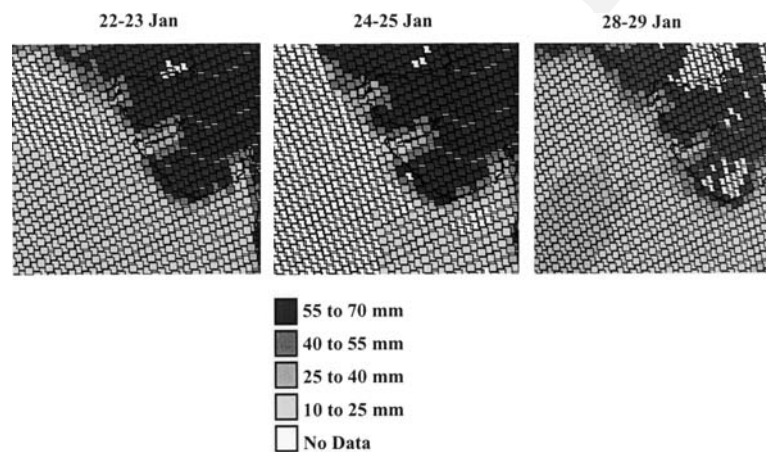 22-23 Jan
24-25 Jan
28-29 Jan
55 to 70 mm
40 to 55 mm
25 to 40 mm
10 to 25 mm
No Data